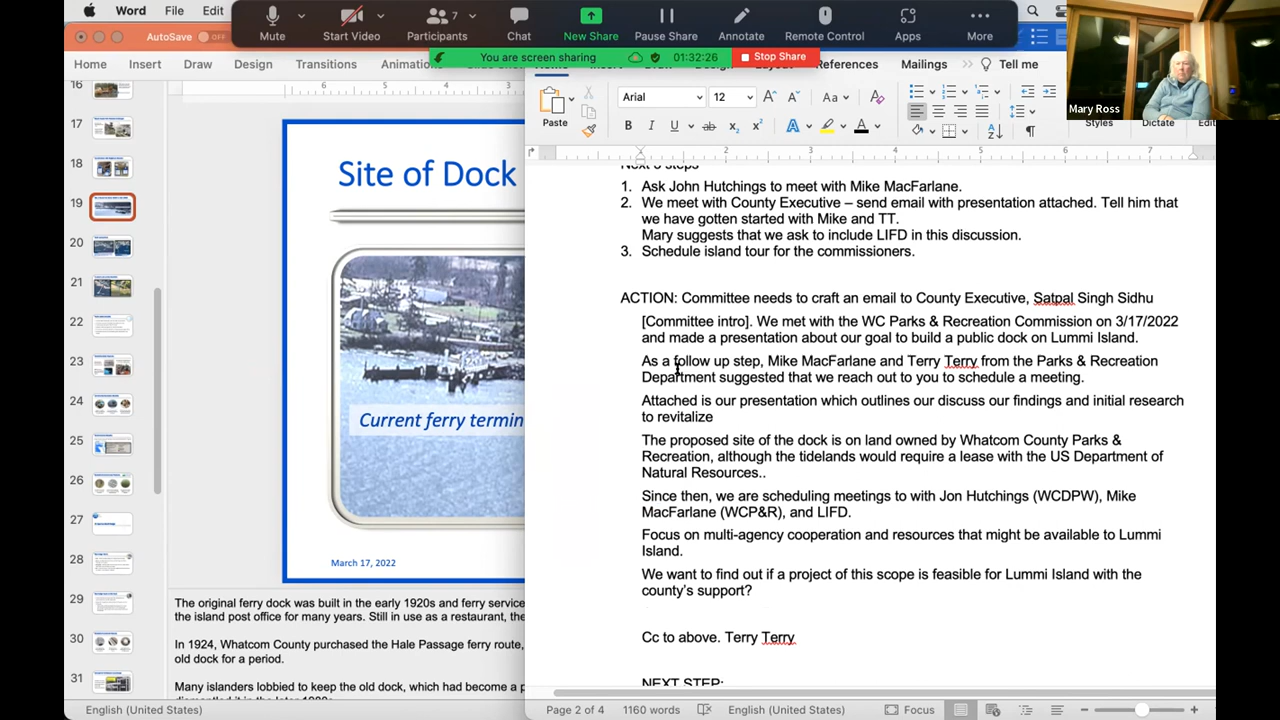 Word File Edit
Mute Start Video Participants 7 Chat New Share Pause Share Annotate Remote Control Apps More
You are screen sharing 01:32:26 Stop Share
Mary Ross
AutoSave OFF
Home Insert Draw Design Transitions
References Mailings Tell me
Paste Arial 12 Aa
Styles Dictate
16
17
18
19
20
21
22
23
24
25
26
27
28
29
30
31
6 5 4 3
Site of Dock
Current ferry termin
March 17, 2022
The original ferry dock was built in the early 1920s and ferry service
the island post office for many years. Still in use as a restaurant, the
In 1924, Whatcom County purchased the Hale Passage ferry route,
old dock for a period.
Many islanders lobbied to keep the old dock, which had become a p
2 3 4 5 6 7
1. Ask John Hutchings to meet with Mike MacFarlane.
2. We meet with County Executive – send email with presentation attached. Tell him that
we have gotten started with Mike and TT.
Mary suggests that we ask to include LIFD in this discussion.
3. Schedule island tour for the commissioners.
ACTION: Committee needs to craft an email to County Executive, Satpal Singh Sidhu
[Committee intro]. We met with the WC Parks & Recreation Commission on 3/17/2022
and made a presentation about our goal to build a public dock on Lummi Island.
As a follow up step, Mike MacFarlane and Terry Terry from the Parks & Recreation
Department suggested that we reach out to you to schedule a meeting.
Attached is our presentation which outlines our discuss our findings and initial research
to revitalize
The proposed site of the dock is on land owned by Whatcom County Parks &
Recreation, although the tidelands would require a lease with the US Department of
Natural Resources..
Since then, we are scheduling meetings to with Jon Hutchings (WCDPW), Mike
MacFarlane (WCP&R), and LIFD.
Focus on multi-agency cooperation and resources that might be available to Lummi
Island.
We want to find out if a project of this scope is feasible for Lummi Island with the
county's support?
Cc to above. Terry Terry
NEXT STEP:
English (United States)
Page 2 of 4 1160 words English (United States) Focus